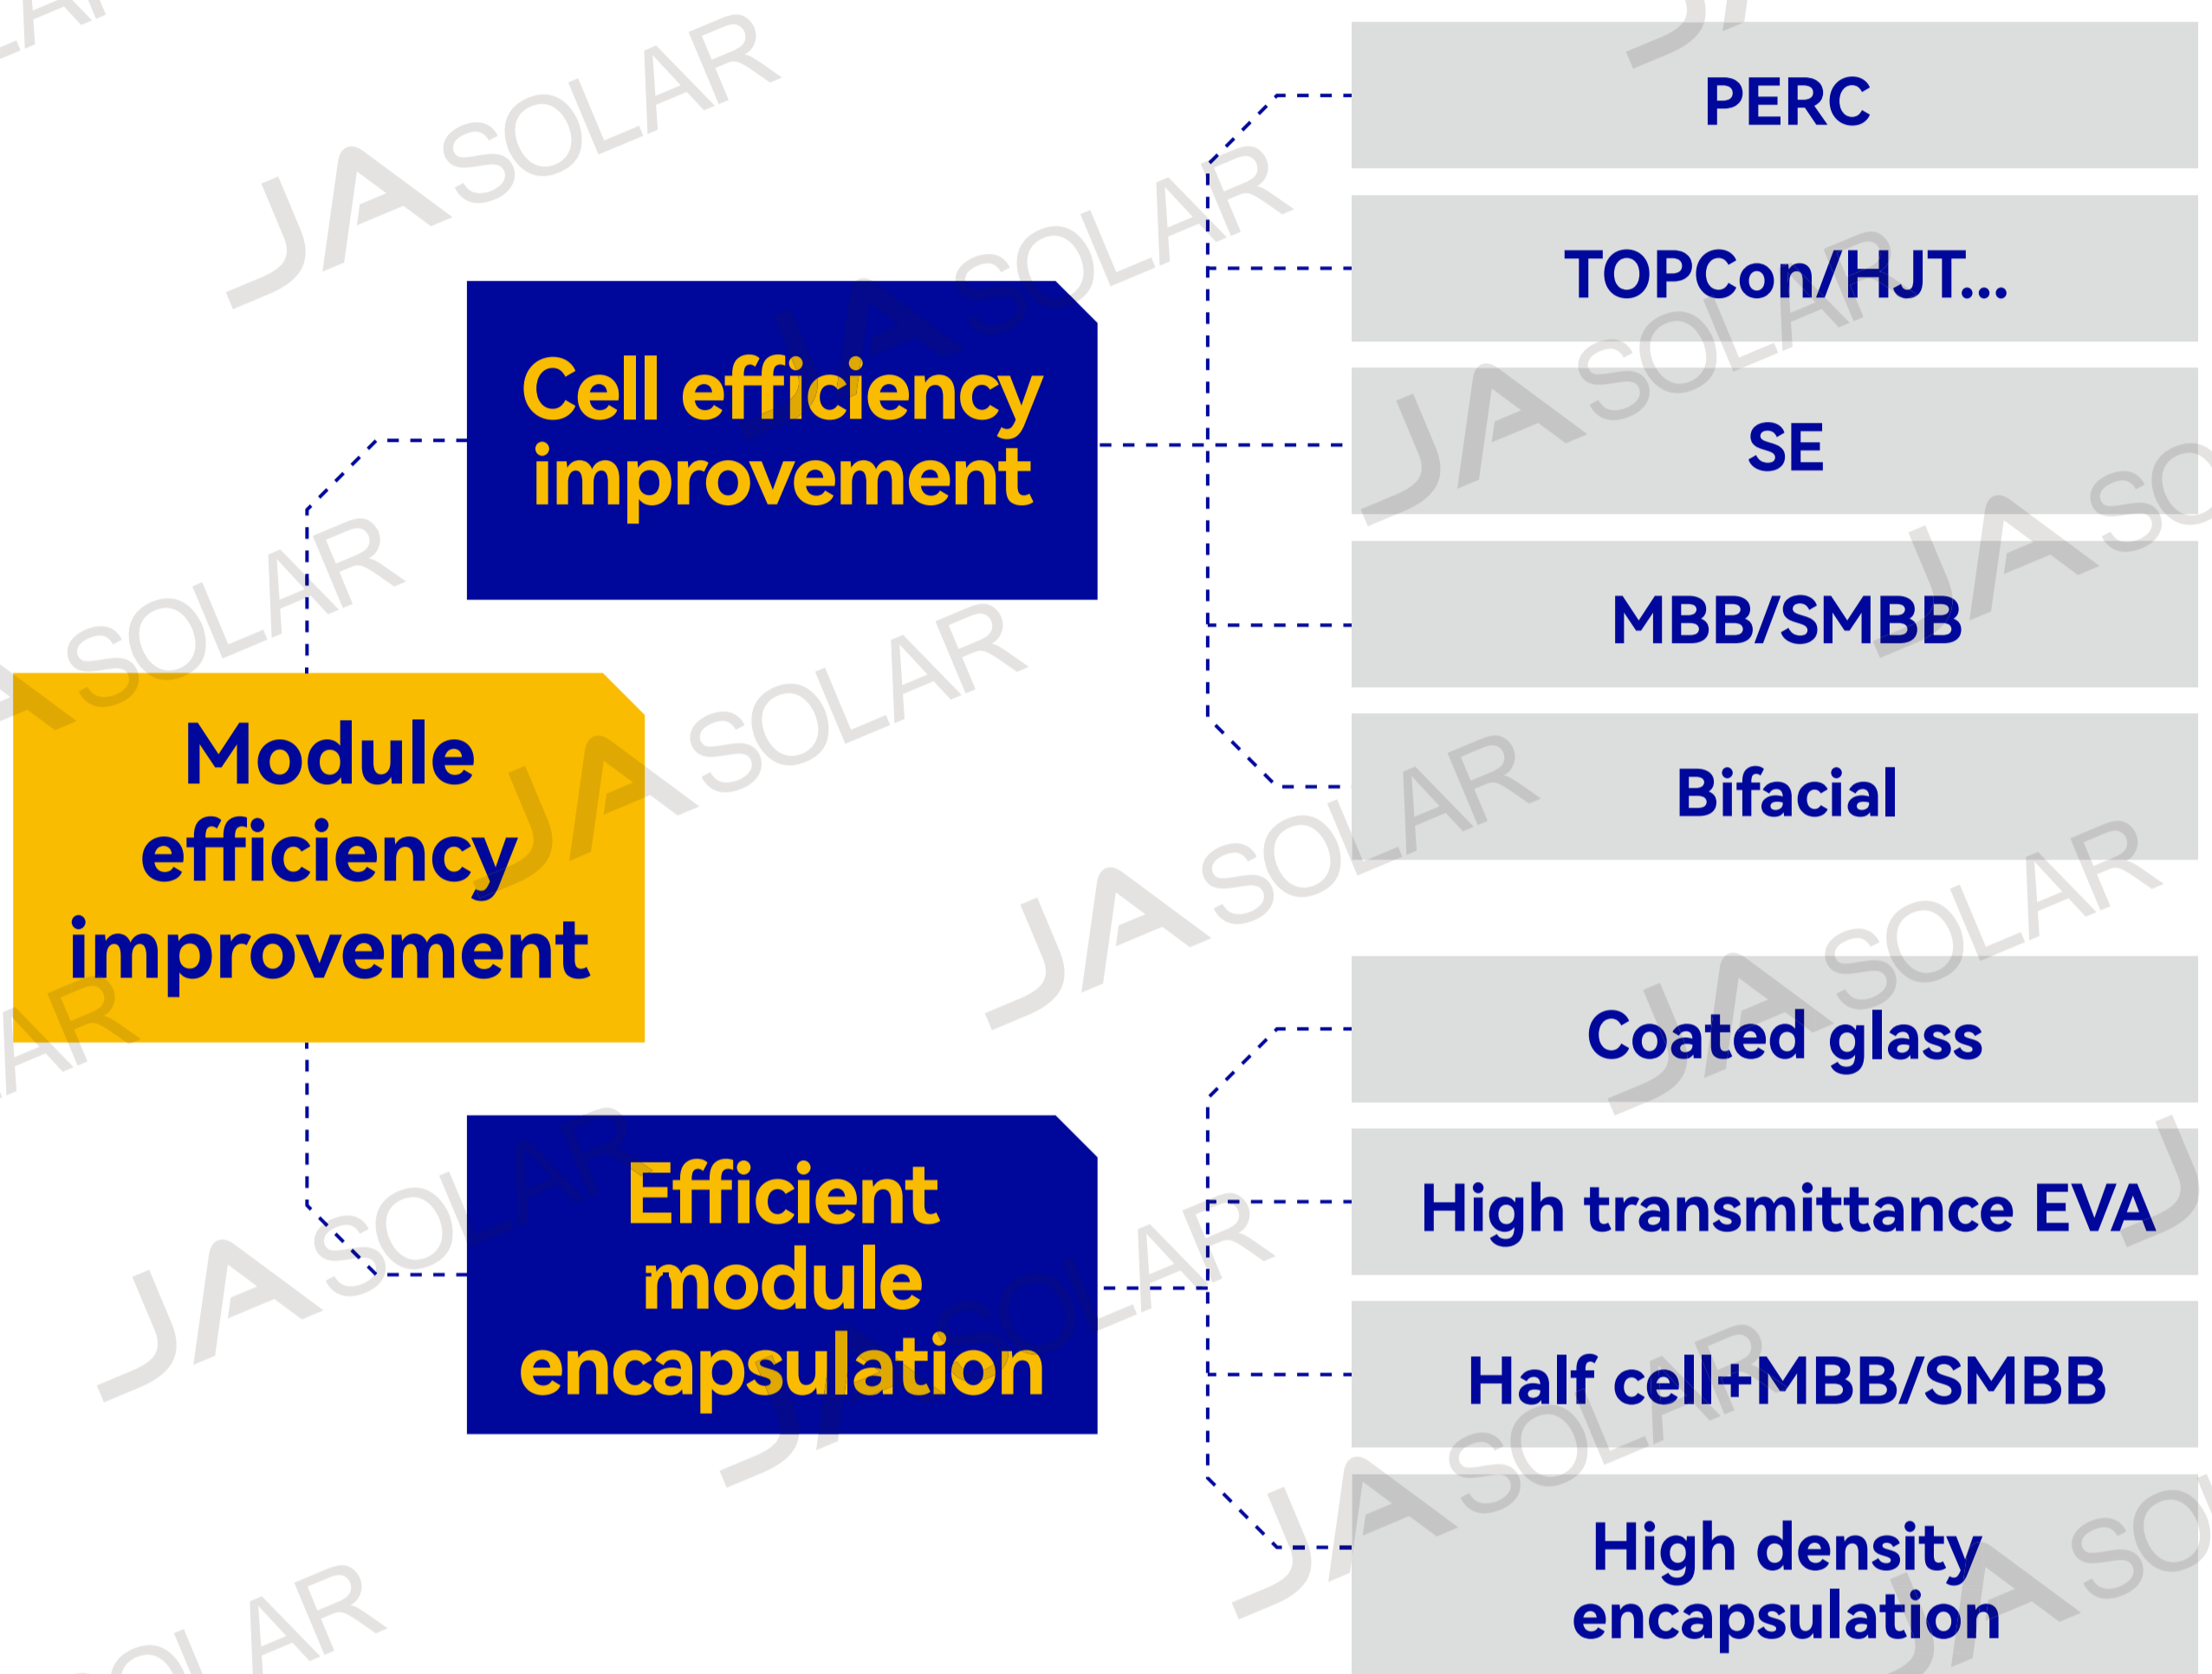 PERC
TOPCon/HJT...
Cell efficiency
improvement
SE
MBB/SMBB
Bifacial
Module
efficiency
improvement
Coated glass
High transmittance EVA
Efficient
module
encapsulation
Half cell+MBB/SMBB
High density
encapsulation
JA SOLAR